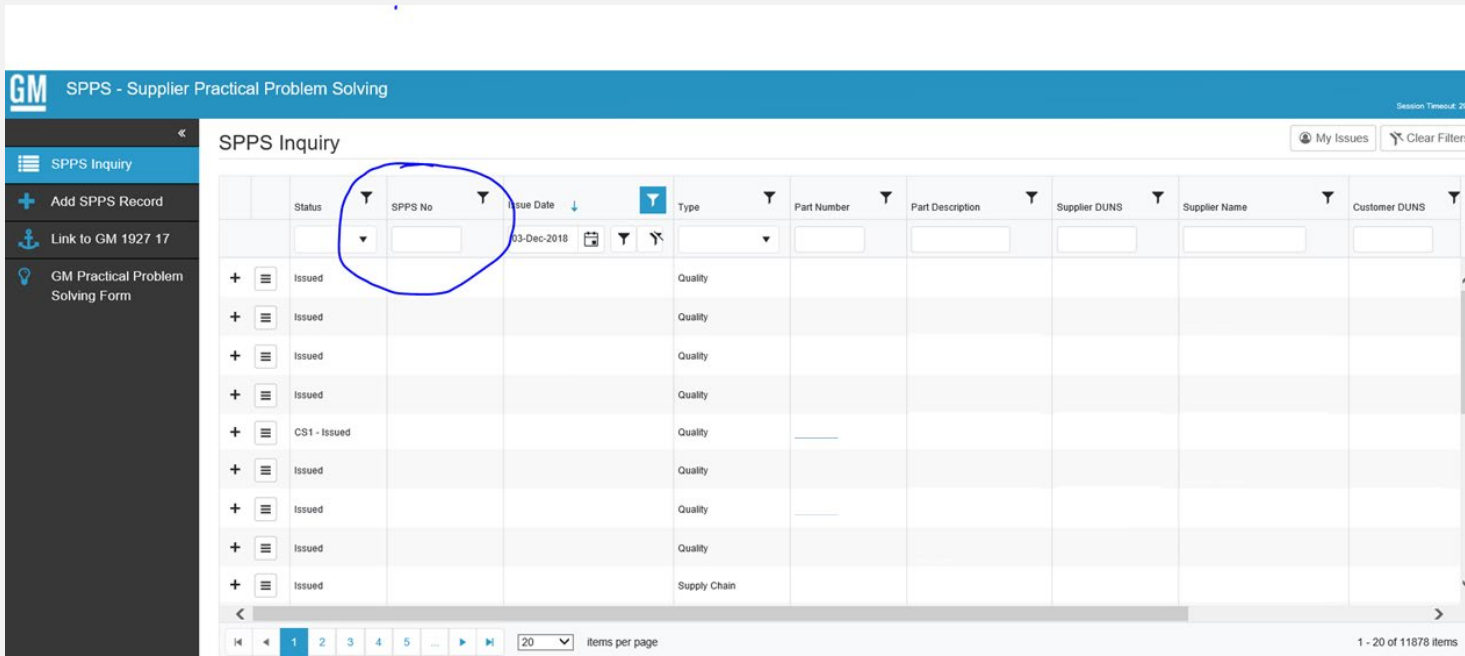 GM SPPS - Supplier Practical Problem Solving
SPPS Inquiry
Add SPPS Record
Link to GM 1927 17
GM Practical Problem
Solving Form
SPPS Inquiry
My Issues
Clear Filters
Status SPPS No Issue Date Type Part Number Part Description Supplier DUNS Supplier Name Customer DUNS
03-Dec-2018
Issued Quality
Issued Quality
Issued Quality
Issued Quality
CS1 - Issued Quality
Issued Quality
Issued Quality
Issued Quality
Issued Supply Chain
1 2 3 4 5 ... 20 items per page 1 - 20 of 11878 items